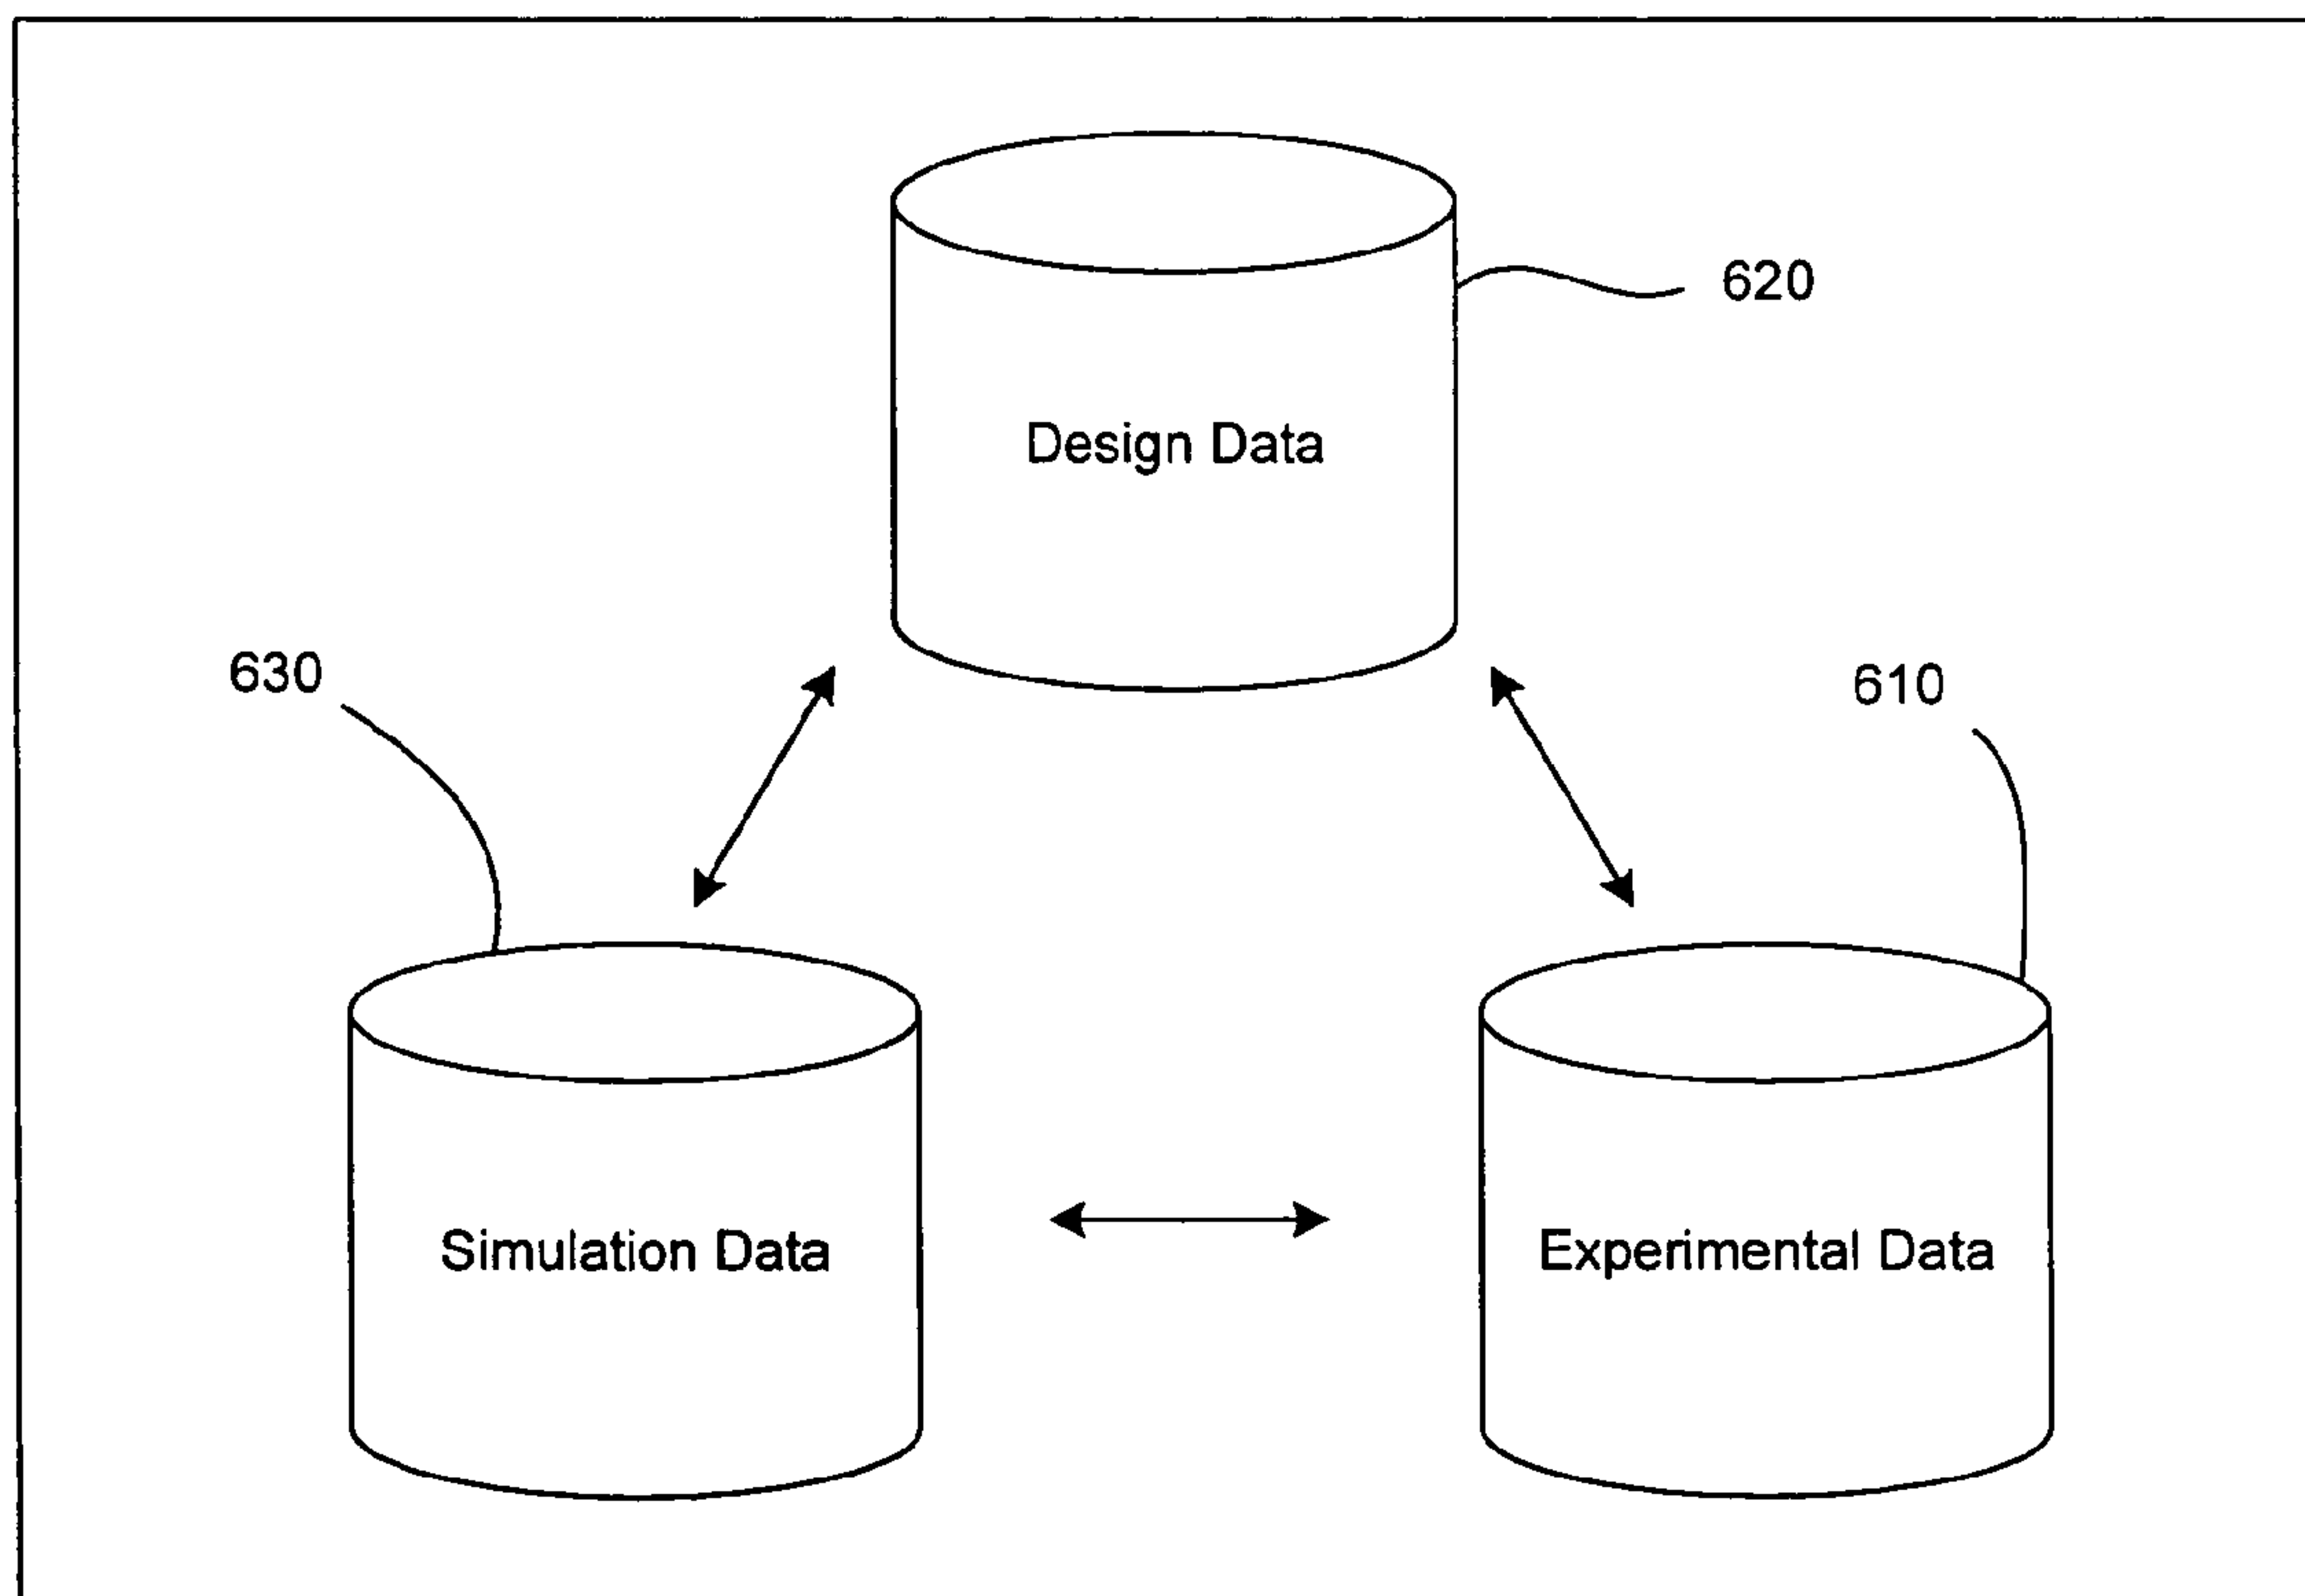 620
Design Data
630
610
Simulation Data
Experimental Data